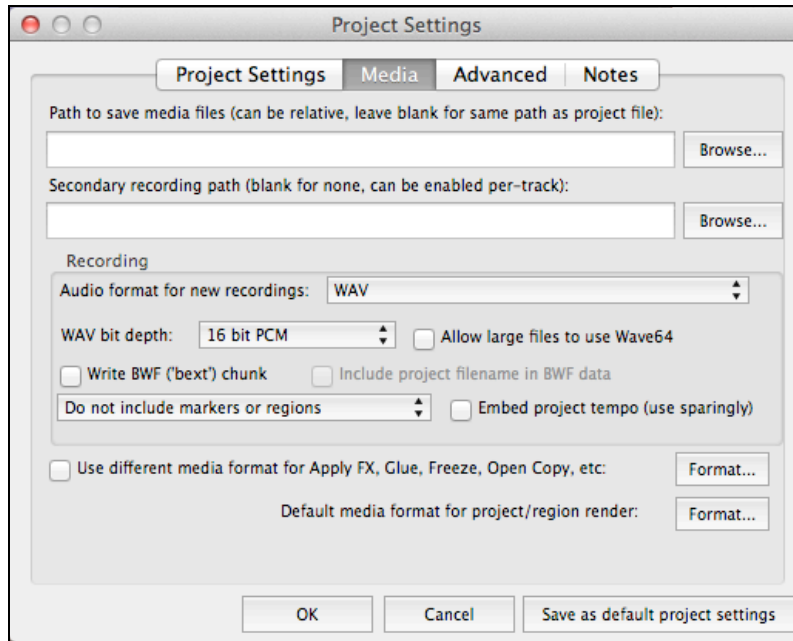 Project Settings
Project Settings Media Advanced Notes
Path to save media files (can be relative, leave blank for same path as project file):
Browse...
Secondary recording path (blank for none, can be enabled per-track):
Browse...
Recording
Audio format for new recordings: WAV
WAV bit depth: 16 bit PCM Allow large files to use Wave64
Write BWF ('bext') chunk Include project filename in BWF data
Do not include markers or regions Embed project tempo (use sparingly)
Use different media format for Apply FX, Glue, Freeze, Open Copy, etc: Format...
Default media format for project/region render: Format...
OK Cancel Save as default project settings